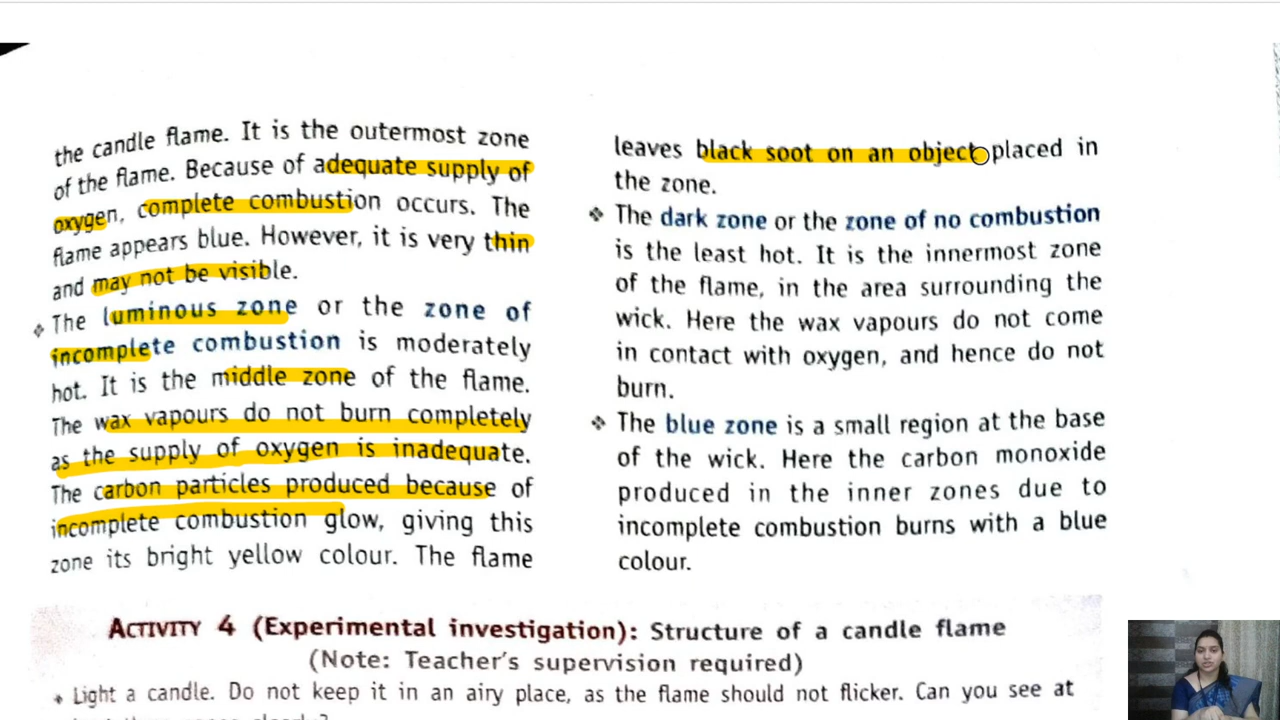 the candle flame. It is the outermost zone
of the flame. Because of adequate supply of
oxygen, complete combustion occurs. The
flame appears blue. However, it is very thin
and may not be visible.
❖ The luminous zone or the zone of
incomplete combustion is moderately
hot. It is the middle zone of the flame.
The wax vapours do not burn completely
as the supply of oxygen is inadequate.
The carbon particles produced because of
incomplete combustion glow, giving this
zone its bright yellow colour. The flame
leaves black soot on an object placed in
the zone.
❖ The dark zone or the zone of no combustion
is the least hot. It is the innermost zone
of the flame, in the area surrounding the
wick. Here the wax vapours do not come
in contact with oxygen, and hence do not
burn.
❖ The blue zone is a small region at the base
of the wick. Here the carbon monoxide
produced in the inner zones due to
incomplete combustion burns with a blue
colour.
ACTIVITY 4 (Experimental investigation): Structure of a candle flame
(Note: Teacher's supervision required)
Light a candle. Do not keep it in an airy place, as the flame should not flicker. Can you see at